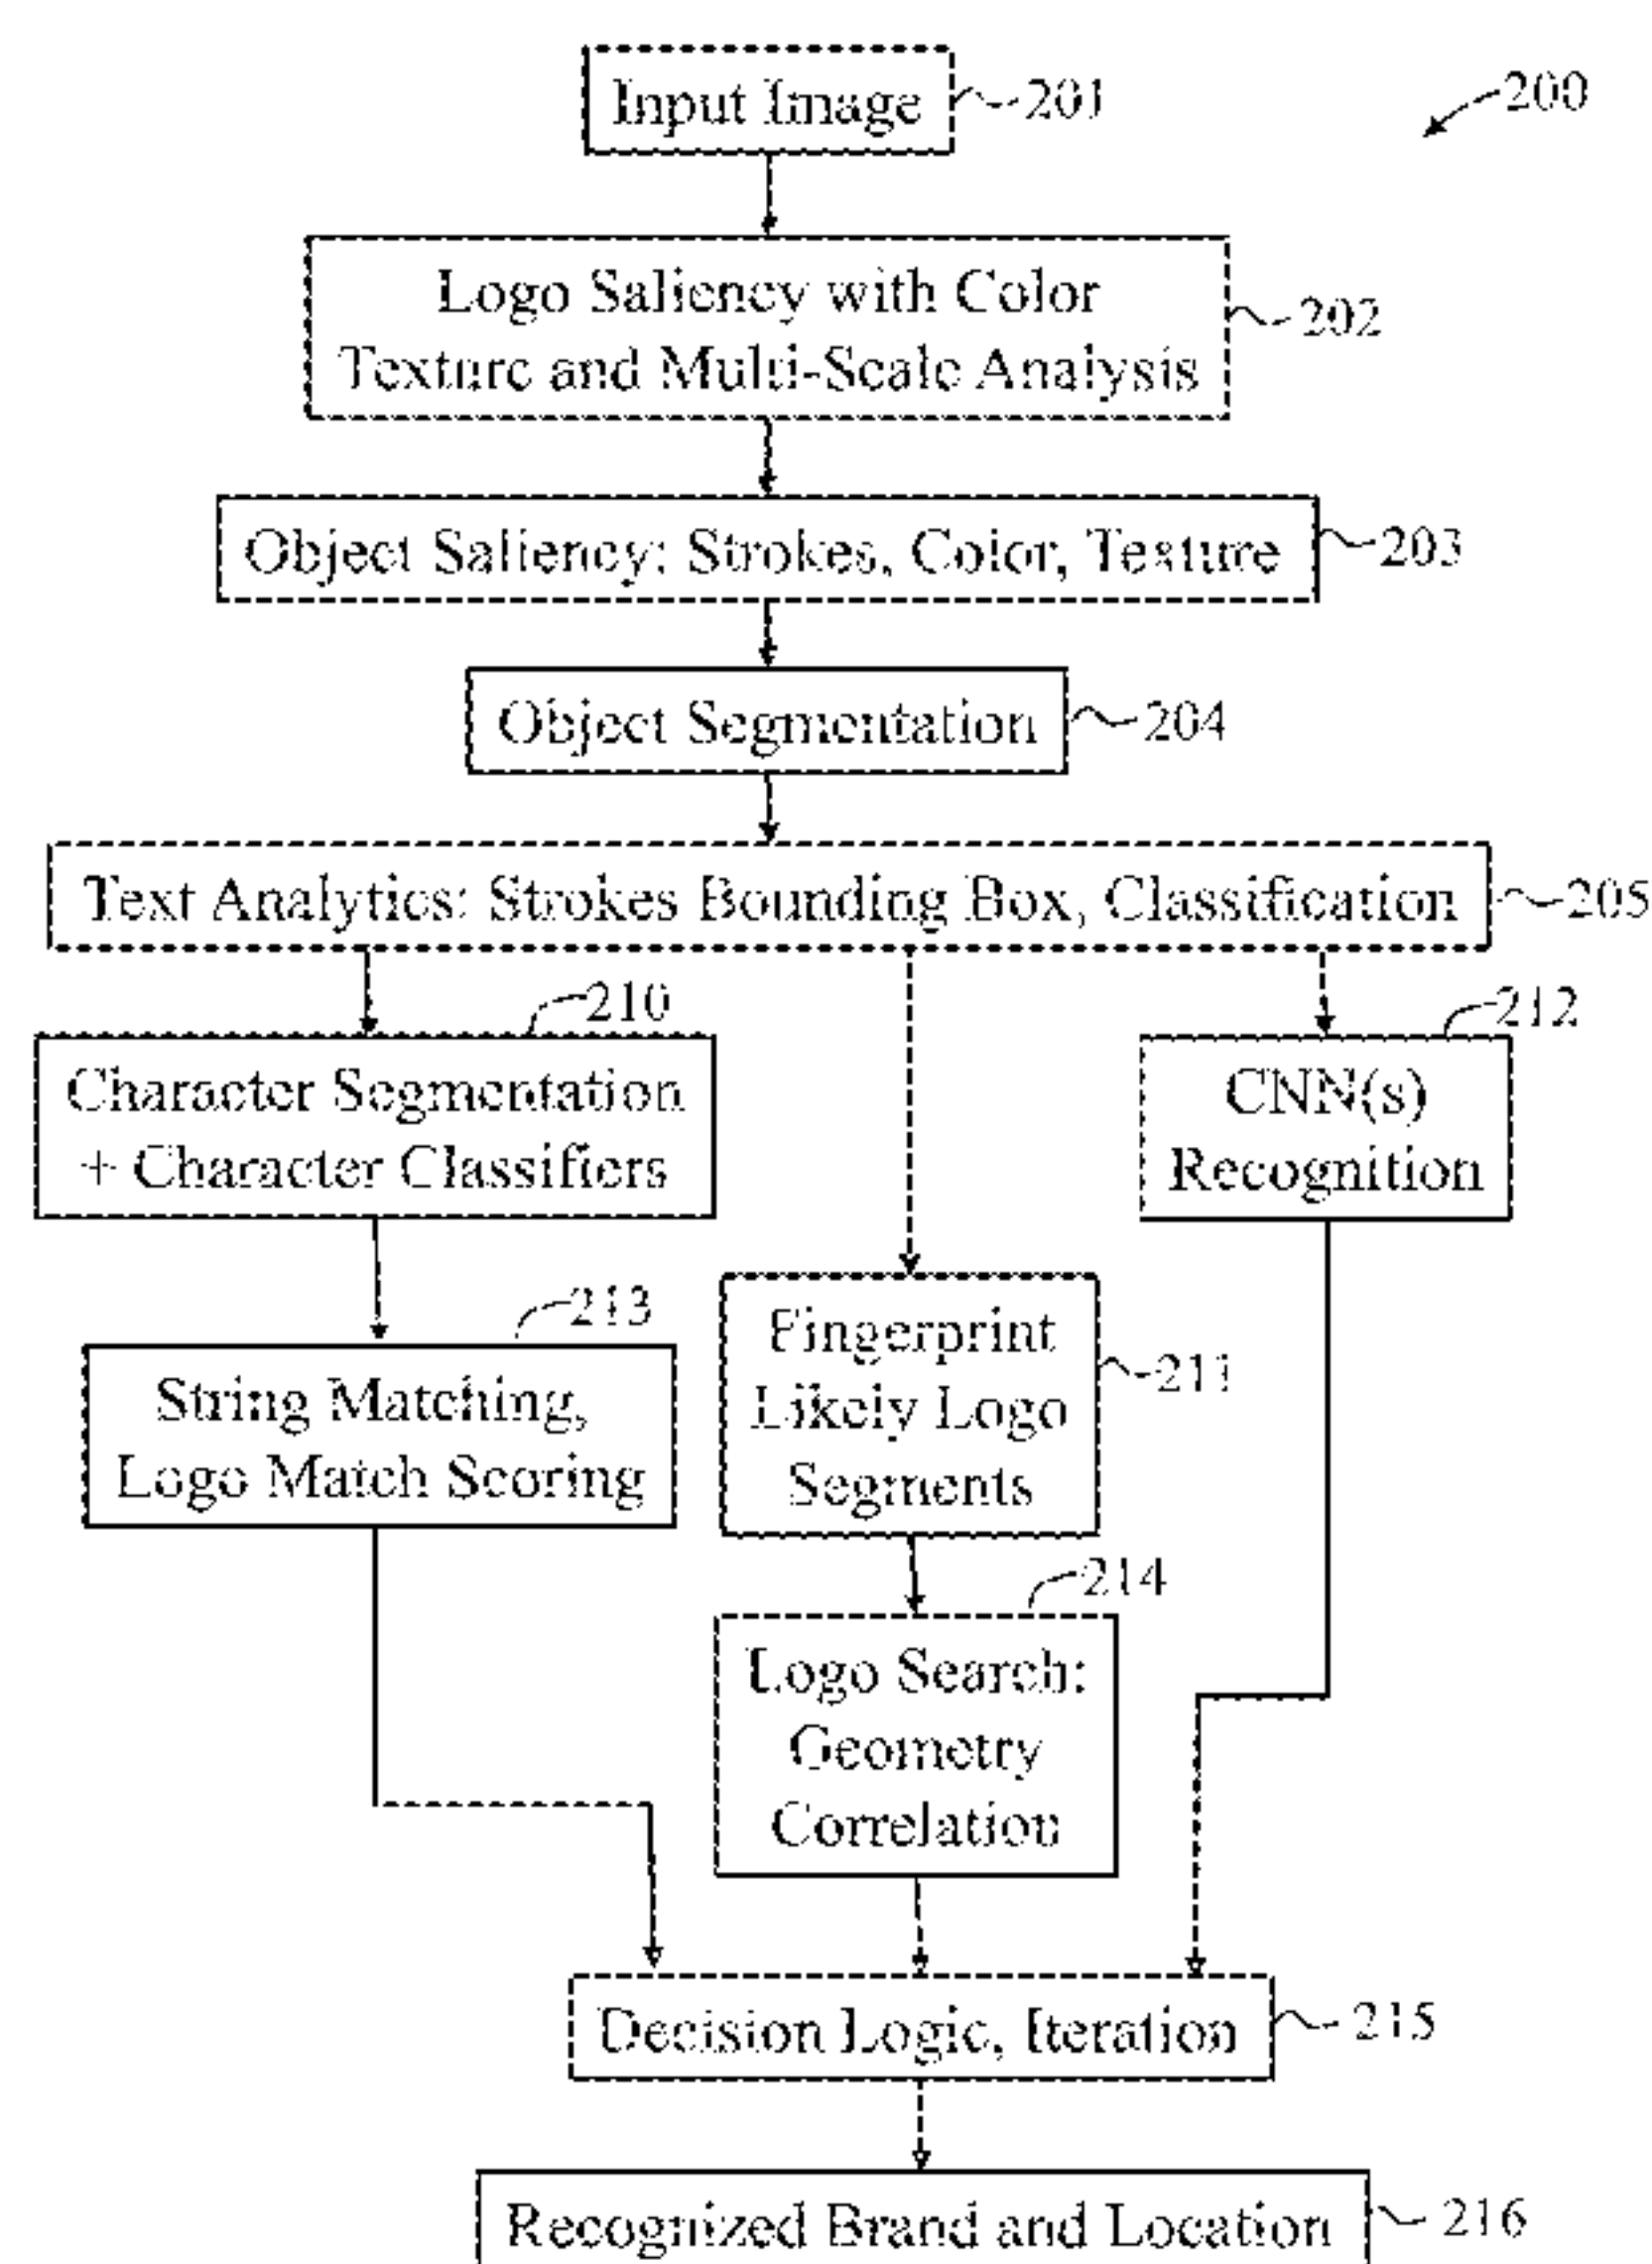 Input Image
201
200
Logo Saliency with Color
Texture and Multi-Scale Analysis
202
Object Saliency: Strokes, Color, Texture
203
Object Segmentation
204
Text Analytics: Strokes Bounding Box, Classification
205
210
Character Segmentation
+ Character Classifiers
212
CNN(s)
Recognition
213
String Matching,
Logo Match Scoring
Fingerprint
Likely Logo
Segments
211
214
Logo Search:
Geometry
Correlation
Decision Logic, Iteration
215
Recognized Brand and Location
216